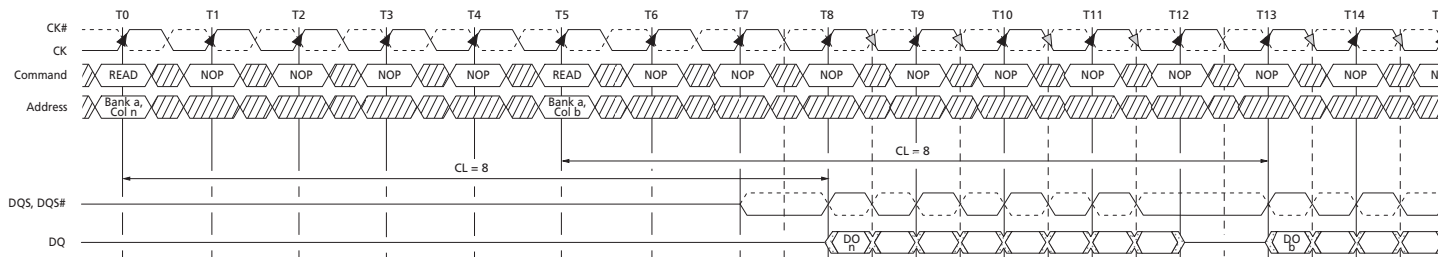 T0 T1 T2 T3 T4 T5 T6 T7 T8 T9 T10 T11 T12 T13 T14 T
CK#
CK
Command READ NOP NOP NOP NOP READ NOP NOP NOP NOP NOP NOP NOP NOP NOP N
Address Bank a, Col n Bank a, Col b
CL = 8
CL = 8
DQS, DQS#
DQ DO n DO b